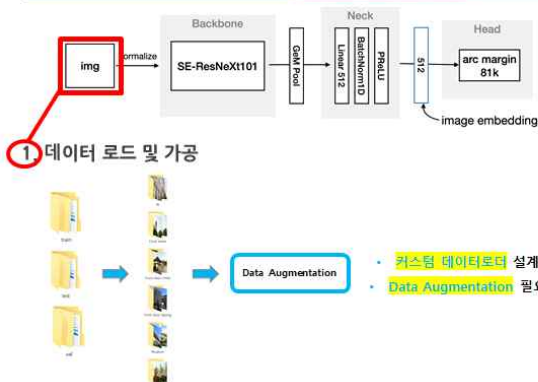 Backbone
Neck
Head
img
ormalize
SE-ResNeXt101
GeM Pool
Linear 512
BatchNorm1D
PReLU
512
arc margin
81k
image embedding
1. 데이터 로드 및 가공
Data Augmentation
• 커스텀 데이터로더 설계
• Data Augmentation 필요